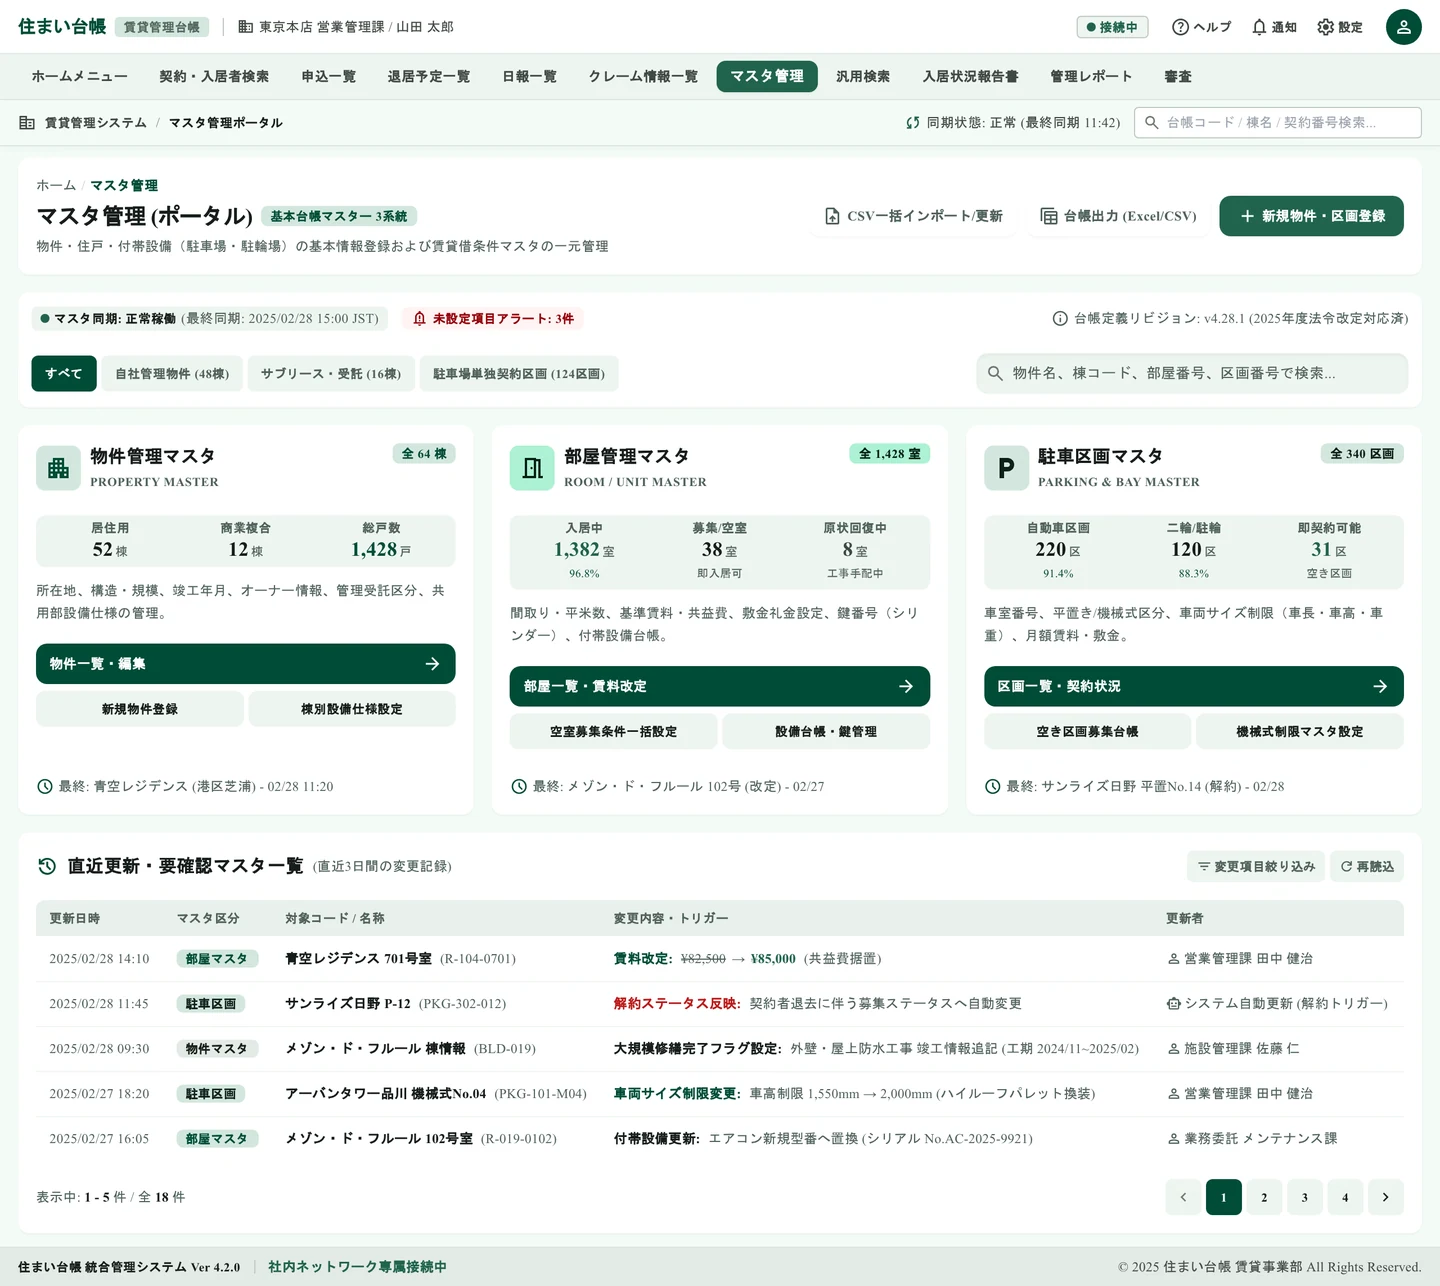 住まい台帳 賃貸管理台帳 東京本店 営業管理課 / 山田 太郎 接続中 ヘルプ 通知 設定
ホームメニュー 契約・入居者検索 申込一覧 退居予定一覧 日報一覧 クレーム情報一覧 マスタ管理 汎用検索 入居状況報告書 管理レポート 審査
賃貸管理システム / マスタ管理ポータル 同期状態: 正常 (最終同期 11:42) 台帳コード / 棟名 / 契約番号検索...
ホーム / マスタ管理
マスタ管理 (ポータル) 基本台帳マスター 3系統 CSV一括インポート/更新 台帳出力 (Excel/CSV) 新規物件・区画登録
物件・住戸・付帯設備（駐車場・駐輪場）の基本情報登録および賃貸借条件マスタの一元管理
マスタ同期: 正常稼働 (最終同期: 2025/02/28 15:00 JST) 未設定項目アラート: 3件 台帳定義リビジョン: v4.28.1 (2025年度法令改定対応済)
すべて 自社管理物件 (48棟) サブリース・受託 (16棟) 駐車場単独契約区画 (124区画) 物件名、棟コード、部屋番号、区画番号で検索...
物件管理マスタ 全 64 棟
PROPERTY MASTER
居住用 商業複合 総戸数
52 棟 12 棟 1,428 戸
所在地、構造・規模、竣工年月、オーナー情報、管理受託区分、共
用部設備仕様の管理。
物件一覧・編集
新規物件登録 棟別設備仕様設定
最終: 青空レジデンス (港区芝浦) - 02/28 11:20
部屋管理マスタ 全 1,428 室
ROOM / UNIT MASTER
入居中 募集/空室 原状回復中
1,382 室 38 室 8 室
96.8% 即入居可 工事手配中
間取り・平米数、基準賃料・共益費、敷金礼金設定、鍵番号（シリ
ンダー）、付帯設備台帳。
部屋一覧・賃料改定
空室募集条件一括設定 設備台帳・鍵管理
最終: メゾン・ド・フルール 102号 (改定) - 02/27
P 駐車区画マスタ 全 340 区画
PARKING & BAY MASTER
自動車区画 二輪/駐輪 即契約可能
220 区 120 区 31 区
91.4% 88.3% 空き区画
車室番号、平置き/機械式区分、車両サイズ制限（車長・車高・車
重）、月額賃料・敷金。
区画一覧・契約状況
空き区画募集台帳 機械式制限マスタ設定
最終: サンライズ日野 平置No.14 (解約) - 02/28
直近更新・要確認マスタ一覧 (直近3日間の変更記録) 変更項目絞り込み 再読込
更新日時 マスタ区分 対象コード / 名称 変更内容・トリガー 更新者
2025/02/28 14:10 部屋マスタ 青空レジデンス 701号室 (R-104-0701) 賃料改定: ¥82,500 → ¥85,000 (共益費据置) 営業管理課 田中 健治
2025/02/28 11:45 駐車区画 サンライズ日野 P-12 (PKG-302-012) 解約ステータス反映: 契約者退去に伴う募集ステータスへ自動変更 システム自動更新 (解約トリガー)
2025/02/28 09:30 物件マスタ メゾン・ド・フルール 棟情報 (BLD-019) 大規模修繕完了フラグ設定: 外壁・屋上防水工事 竣工情報追記 (工期 2024/11~2025/02) 施設管理課 佐藤 仁
2025/02/27 18:20 駐車区画 アーバンタワー品川 機械式No.04 (PKG-101-M04) 車両サイズ制限変更: 車高制限 1,550mm → 2,000mm (ハイルーフパレット換装) 営業管理課 田中 健治
2025/02/27 16:05 部屋マスタ メゾン・ド・フルール 102号室 (R-019-0102) 付帯設備更新: エアコン新規型番へ置換 (シリアル No.AC-2025-9921) 業務委託 メンテナンス課
表示中: 1 - 5 件 / 全 18 件 1 2 3 4
住まい台帳 統合管理システム Ver 4.2.0 社内ネットワーク専属接続中 © 2025 住まい台帳 賃貸事業部 All Rights Reserved.